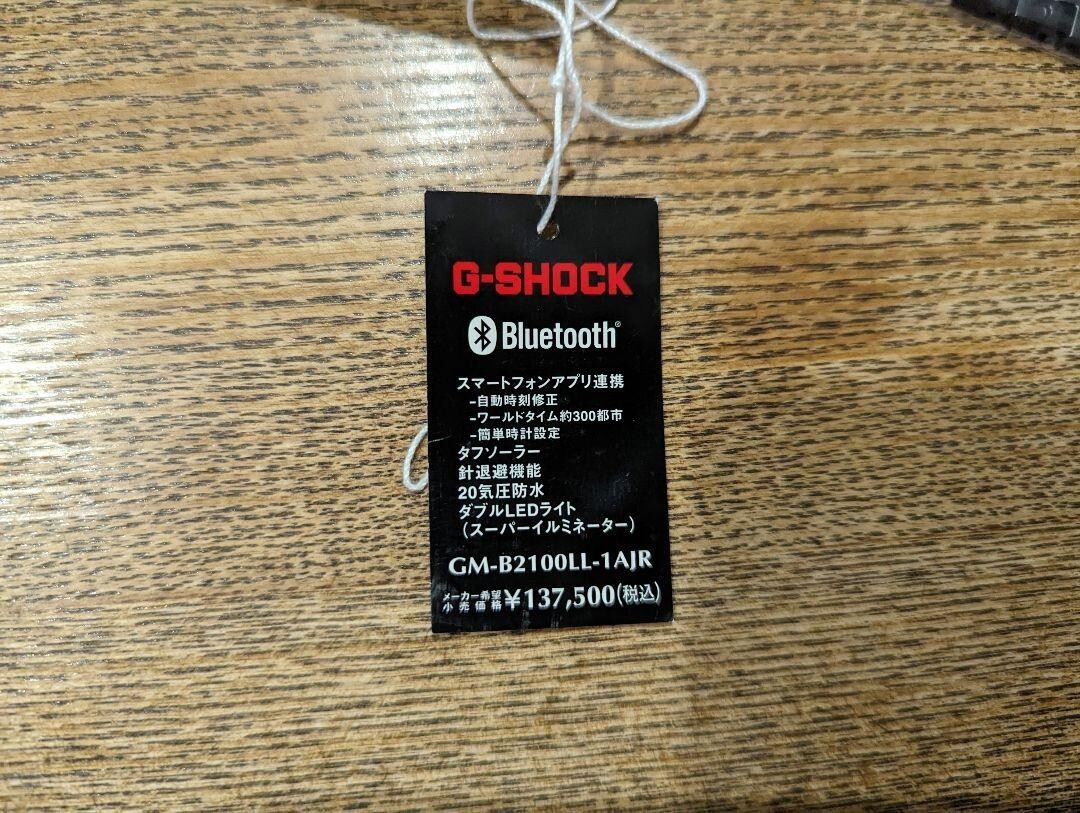 G-SHOCK
Bluetooth®
スマートフォンアプリ連携
-自動時刻修正
-ワールドタイム約300都市
-簡単時計設定
タフソーラー
針退避機能
20気圧防水
ダブルLEDライト
(スーパーイルミネーター)
GM-B2100LL-1AJR
メーカー希望
小売価格 ¥137,500(税込)